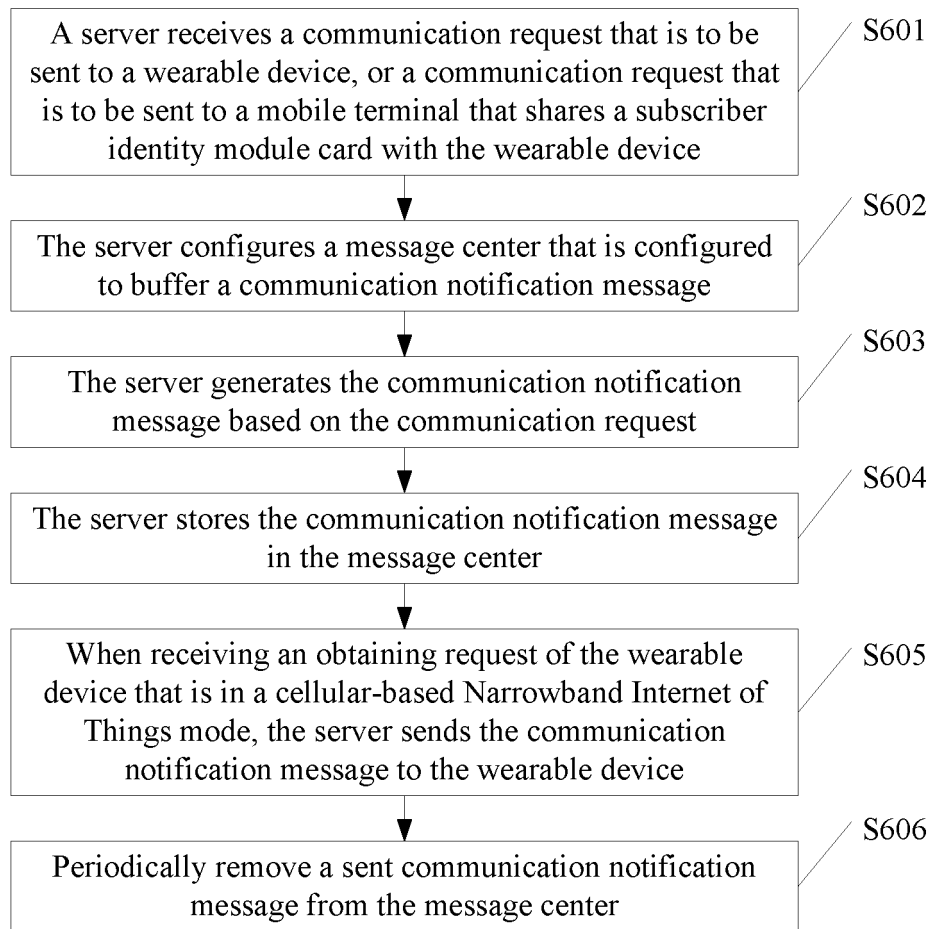 A server receives a communication request that is to be
sent to a wearable device, or a communication request that
is to be sent to a mobile terminal that shares a subscriber
identity module card with the wearable device
S601
The server configures a message center that is configured
to buffer a communication notification message
S602
The server generates the communication notification
message based on the communication request
S603
The server stores the communication notification message
in the message center
S604
When receiving an obtaining request of the wearable
device that is in a cellular-based Narrowband Internet of
Things mode, the server sends the communication
notification message to the wearable device
S605
Periodically remove a sent communication notification
message from the message center
S606